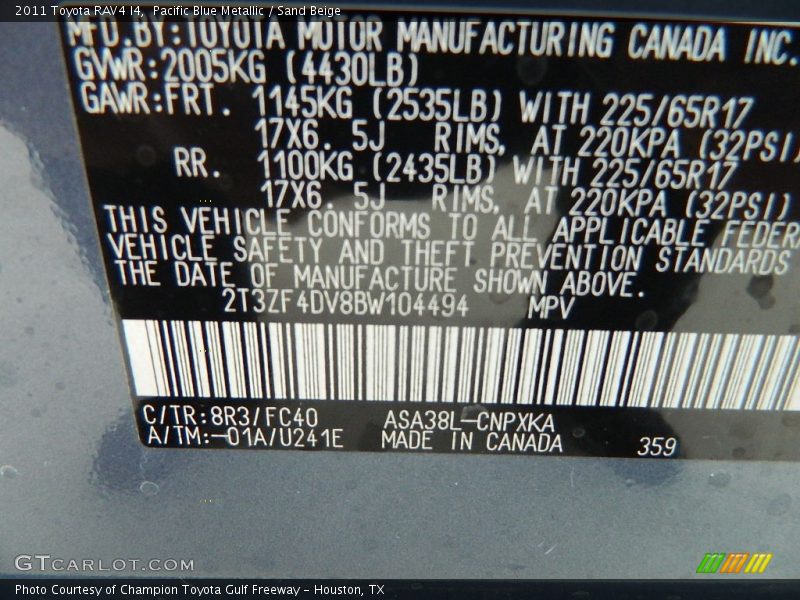 2011 Toyota RAV4 I4, Pacific Blue Metallic / Sand Beige
MFD BY:TOYOTA MOTOR MANUFACTURING CANADA INC.
GVWR:2005KG (4430LB)
GAWR:FRT. 1145KG (2535LB) WITH 225/65R17
17X6. 5J RIMS, AT 220KPA (32PSI)
RR. 1100KG (2435LB) WITH 225/65R17
17X6. 5J RIMS, AT 220KPA (32PSI)
THIS VEHICLE CONFORMS TO ALL APPLICABLE FEDERA
VEHICLE SAFETY AND THEFT PREVENTION STANDARDS
THE DATE OF MANUFACTURE SHOWN ABOVE.
2T3ZF4DV8BW104494 MPV
C/TR:8R3/FC40 ASA38L-CNPXKA
A/TM:-01A/U241E MADE IN CANADA 359
GTCARLOT.COM
Photo Courtesy of Champion Toyota Gulf Freeway - Houston, TX